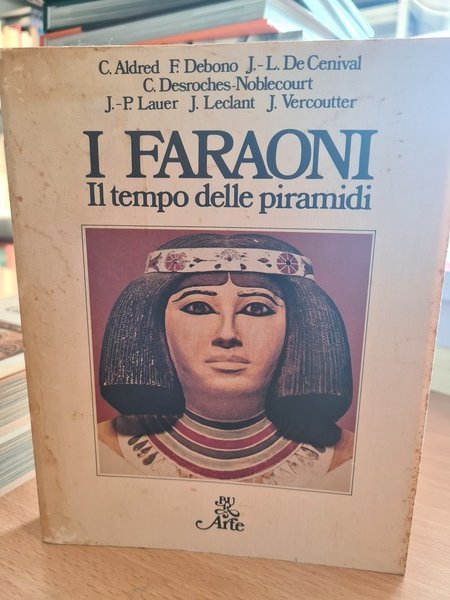 C. Aldred F. Debono J.-L. De Cenival
C. Desroches-Noblecourt
J.-P. Lauer J. Leclant J. Vercoutter
I FARAONI
Il tempo delle piramidi
BUR
Arte